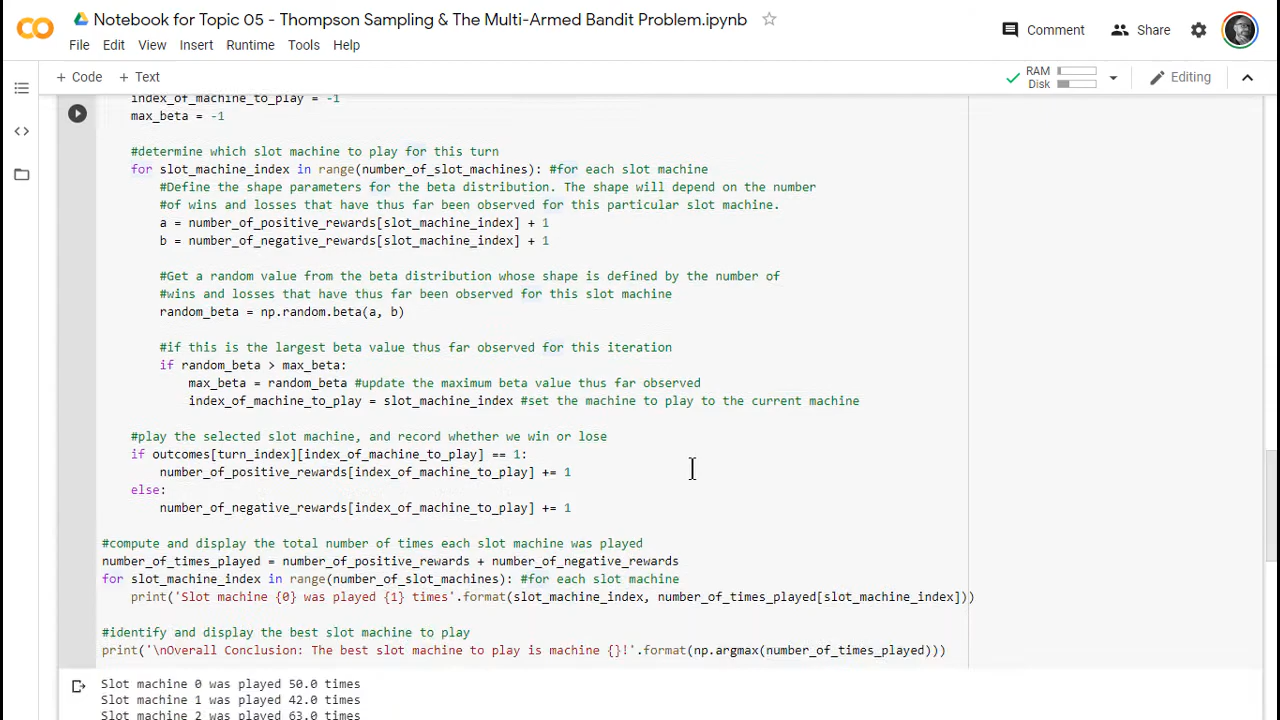 Notebook for Topic 05 - Thompson Sampling & The Multi-Armed Bandit Problem.ipynb
File Edit View Insert Runtime Tools Help
Comment Share
+ Code + Text
RAM
Disk
Editing
index_of_machine_to_play = -1
max_beta = -1
#determine which slot machine to play for this turn
for slot_machine_index in range(number_of_slot_machines): #for each slot machine
#Define the shape parameters for the beta distribution. The shape will depend on the number
#of wins and losses that have thus far been observed for this particular slot machine.
a = number_of_positive_rewards[slot_machine_index] + 1
b = number_of_negative_rewards[slot_machine_index] + 1
#Get a random value from the beta distribution whose shape is defined by the number of
#wins and losses that have thus far been observed for this slot machine
random_beta = np.random.beta(a, b)
#if this is the largest beta value thus far observed for this iteration
if random_beta > max_beta:
max_beta = random_beta #update the maximum beta value thus far observed
index_of_machine_to_play = slot_machine_index #set the machine to play to the current machine
#play the selected slot machine, and record whether we win or lose
if outcomes[turn_index][index_of_machine_to_play] == 1:
number_of_positive_rewards[index_of_machine_to_play] += 1
else:
number_of_negative_rewards[index_of_machine_to_play] += 1
#compute and display the total number of times each slot machine was played
number_of_times_played = number_of_positive_rewards + number_of_negative_rewards
for slot_machine_index in range(number_of_slot_machines): #for each slot machine
print('Slot machine {0} was played {1} times'.format(slot_machine_index, number_of_times_played[slot_machine_index]))
#identify and display the best slot machine to play
print('\nOverall Conclusion: The best slot machine to play is machine {}!'.format(np.argmax(number_of_times_played)))
Slot machine 0 was played 50.0 times
Slot machine 1 was played 42.0 times
Slot machine 2 was played 63.0 times